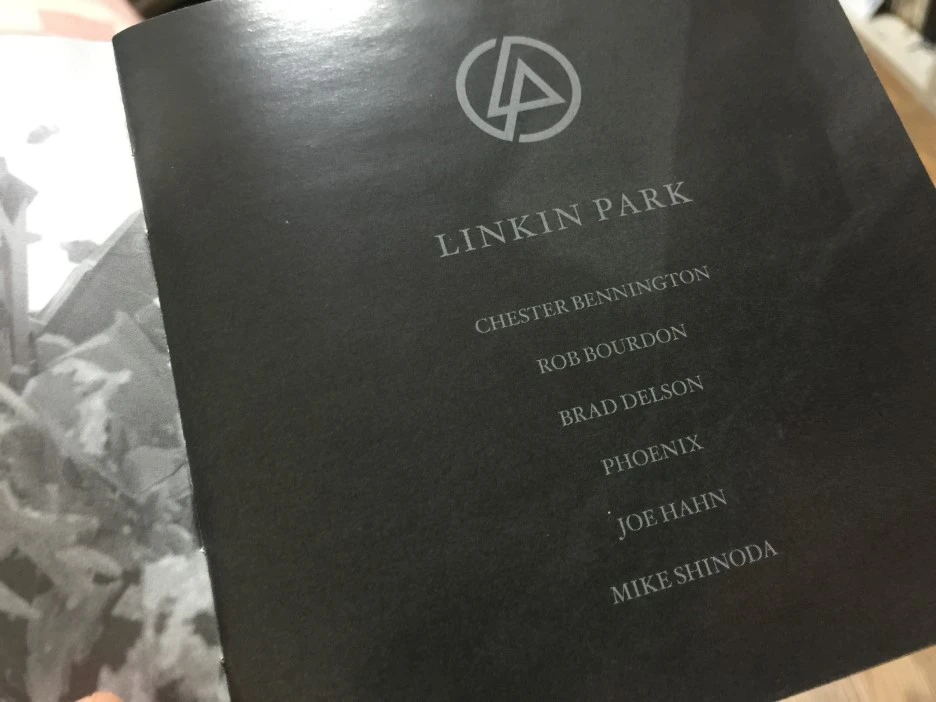 LINKIN PARK
CHESTER BENNINGTON
ROB BOURDON
BRAD DELSON
PHOENIX
JOE HAHN
MIKE SHINODA